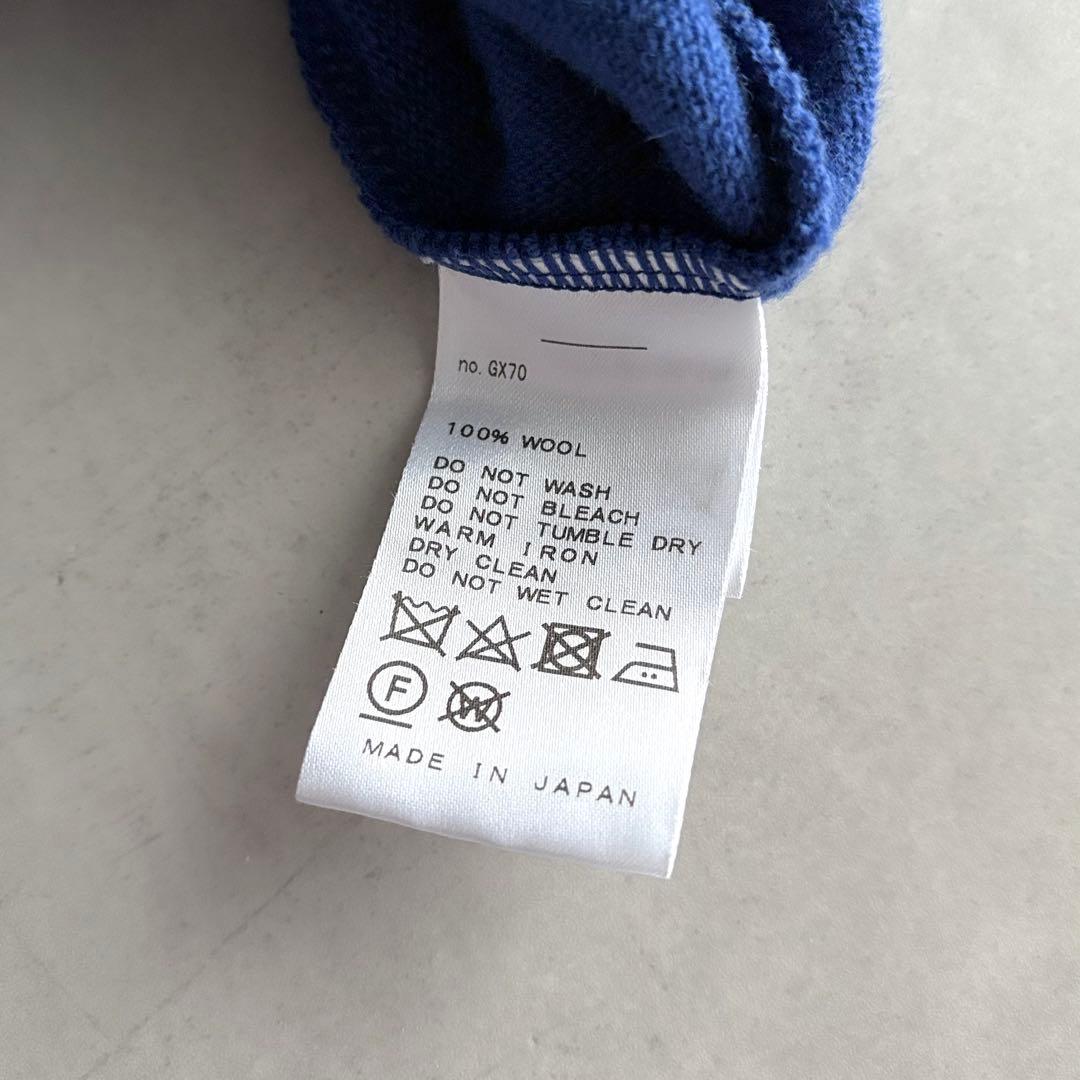 no. GX70
100% WOOL
DO NOT WASH
DO NOT BLEACH
DO NOT TUMBLE DRY
WARM IRON
DRY CLEAN
DO NOT WET CLEAN
F W
MADE IN JAPAN